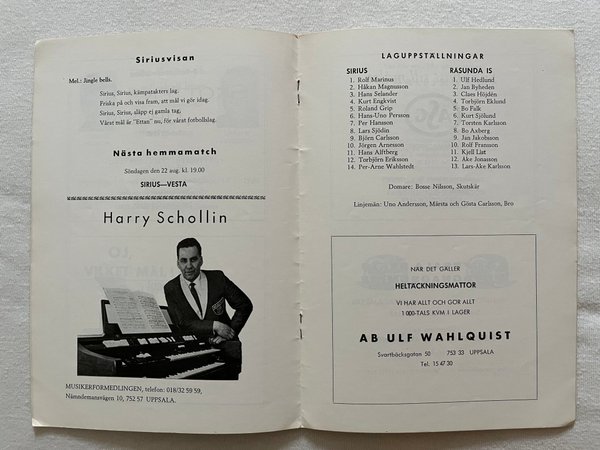 Siriusvisan
Mel.: Jingle bells.
Sirius, Sirius, kämpatakters lag.
Friska på och visa fram, att mål vi gör idag.
Sirius, Sirius, släpp ej gamla tag,
Vårat mål är "Ettan" nu, för vårat fotbollslag.
Nästa hemmamatch
Söndagen den 22 aug. kl. 19.00
SIRIUS—VESTA
Harry Schollin
MUSIKERFÖRMEDLINGEN, telefon: 018/32 59 59,
Nämndemansvägen 10, 752 57 UPPSALA.
LAGUPPSTÄLLNINGAR
SIRIUS
1. Rolf Marinus
2. Håkan Magnusson
3. Hans Selander
4. Kurt Engkvist
5. Roland Grip
6. Hans-Uno Persson
7. Per Hansson
8. Lars Sjödin
9. Björn Carlsson
10. Jörgen Arnesson
11. Hans Alftberg
12. Torbjörn Eriksson
14. Per-Arne Wahlstedt
RÅSUNDA IS
1. Ulf Hedlund
2. Jan Byheden
3. Claes Höjdén
4. Torbjörn Eklund
5. Bo Falk
6. Kurt Sjölund
7. Torsten Karlsson
8. Bo Axberg
9. Jan Jakobsson
10. Rolf Fransson
11. Kjell List
12. Åke Jonasson
13. Lars-Åke Karlsson
Domare: Bosse Nilsson, Skutskär
Linjemän: Uno Andersson, Märsta och Gösta Carlsson, Bro
NÄR DET GÄLLER
HELTÄCKNINGSMATTOR
VI HAR ALLT OCH GÖR ALLT
1 000-TALS KVM I LAGER
AB ULF WAHLQUIST
Svartbäcksgatan 50 753 33 UPPSALA
Tel. 15 47 30